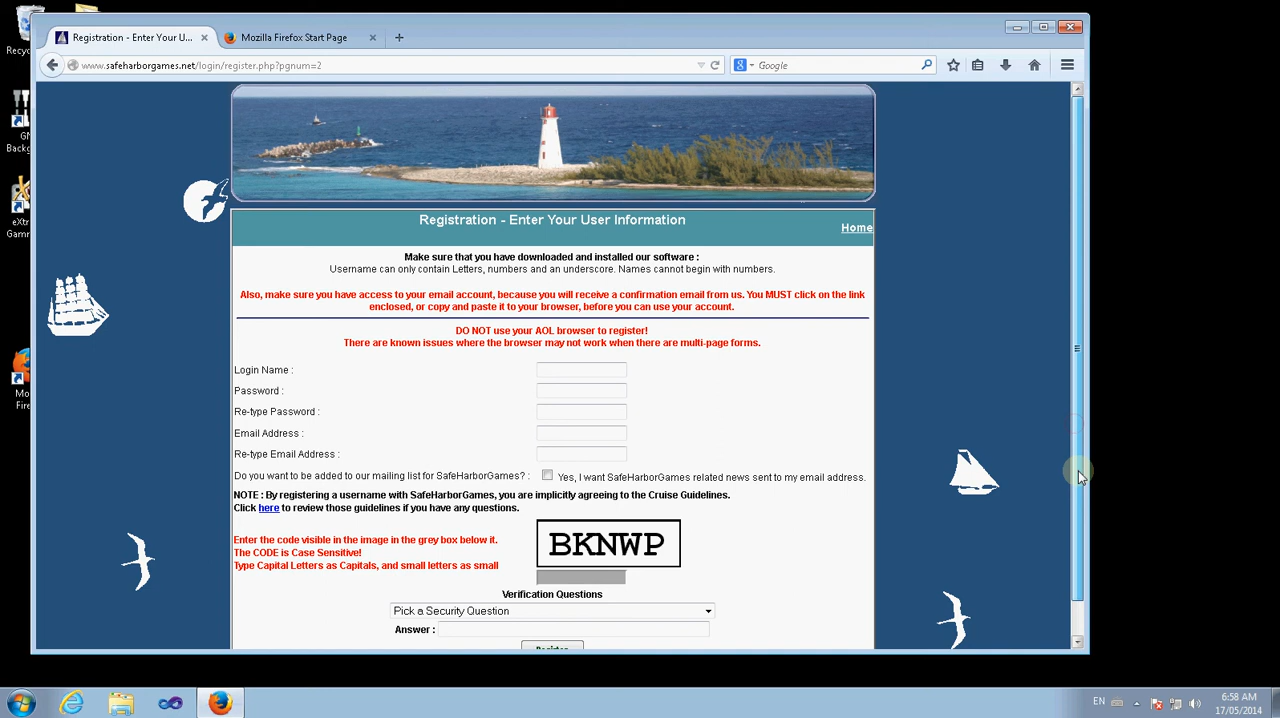 Registration - Enter Your U...
Mozilla Firefox Start Page
www.safeharborgames.net/login/register.php?pgnum=2
Google
Recyc
GN
Backg
eXtr
Gamr
Mo
Fire
Registration - Enter Your User Information
Home
Make sure that you have downloaded and installed our software :
Username can only contain Letters, numbers and an underscore. Names cannot begin with numbers.
Also, make sure you have access to your email account, because you will receive a confirmation email from us. You MUST click on the link
enclosed, or copy and paste it to your browser, before you can use your account.
DO NOT use your AOL browser to register!
There are known issues where the browser may not work when there are multi-page forms.
Login Name :
Password :
Re-type Password :
Email Address :
Re-type Email Address :
Do you want to be added to our mailing list for SafeHarborGames? :
Yes, I want SafeHarborGames related news sent to my email address.
NOTE : By registering a username with SafeHarborGames, you are implicitly agreeing to the Cruise Guidelines.
Click here to review those guidelines if you have any questions.
Enter the code visible in the image in the grey box below it.
The CODE is Case Sensitive!
Type Capital Letters as Capitals, and small letters as small
BKNWP
Verification Questions
Pick a Security Question
Answer :
Register
EN
6:58 AM
17/05/2014